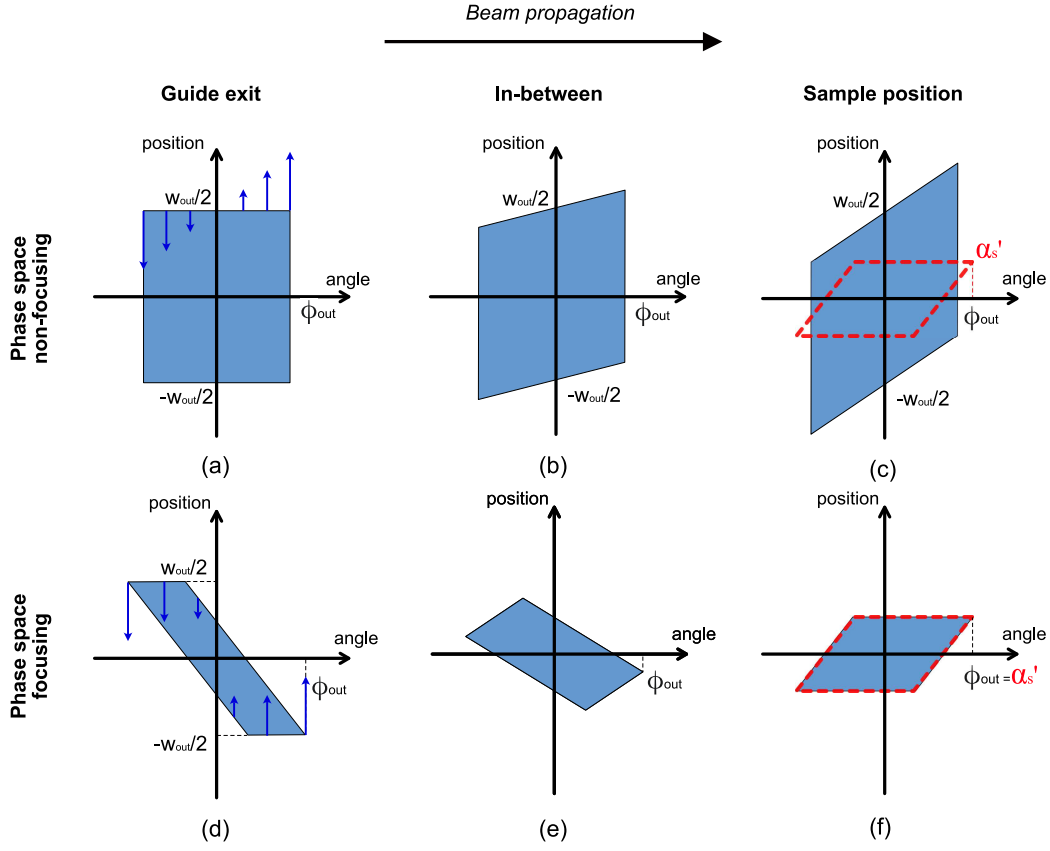 Beam propagation
Guide exit
In-between
Sample position
Phase space
non-focusing
position
wout/2
angle
ϕout
-wout/2
(a)
position
wout/2
angle
ϕout
-wout/2
(b)
position
wout/2
αs'
angle
ϕout
-wout/2
(c)
Phase space
focusing
position
wout/2
angle
ϕout
-wout/2
(d)
position
angle
ϕout
(e)
position
angle
ϕout =αs'
(f)